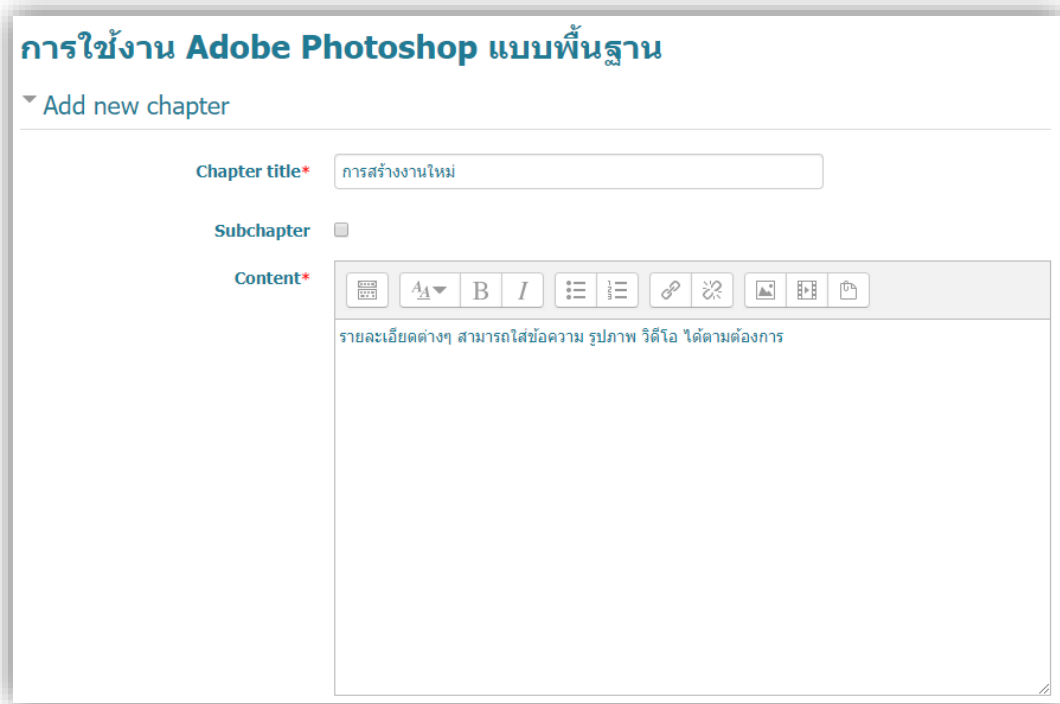 การใช้งาน Adobe Photoshop แบบพื้นฐาน
Add new chapter
Chapter title*
การสร้างงานใหม่
Subchapter
Content*
รายละเอียดต่างๆ สามารถใส่ข้อความ รูปภาพ วิดีโอ ได้ตามต้องการ